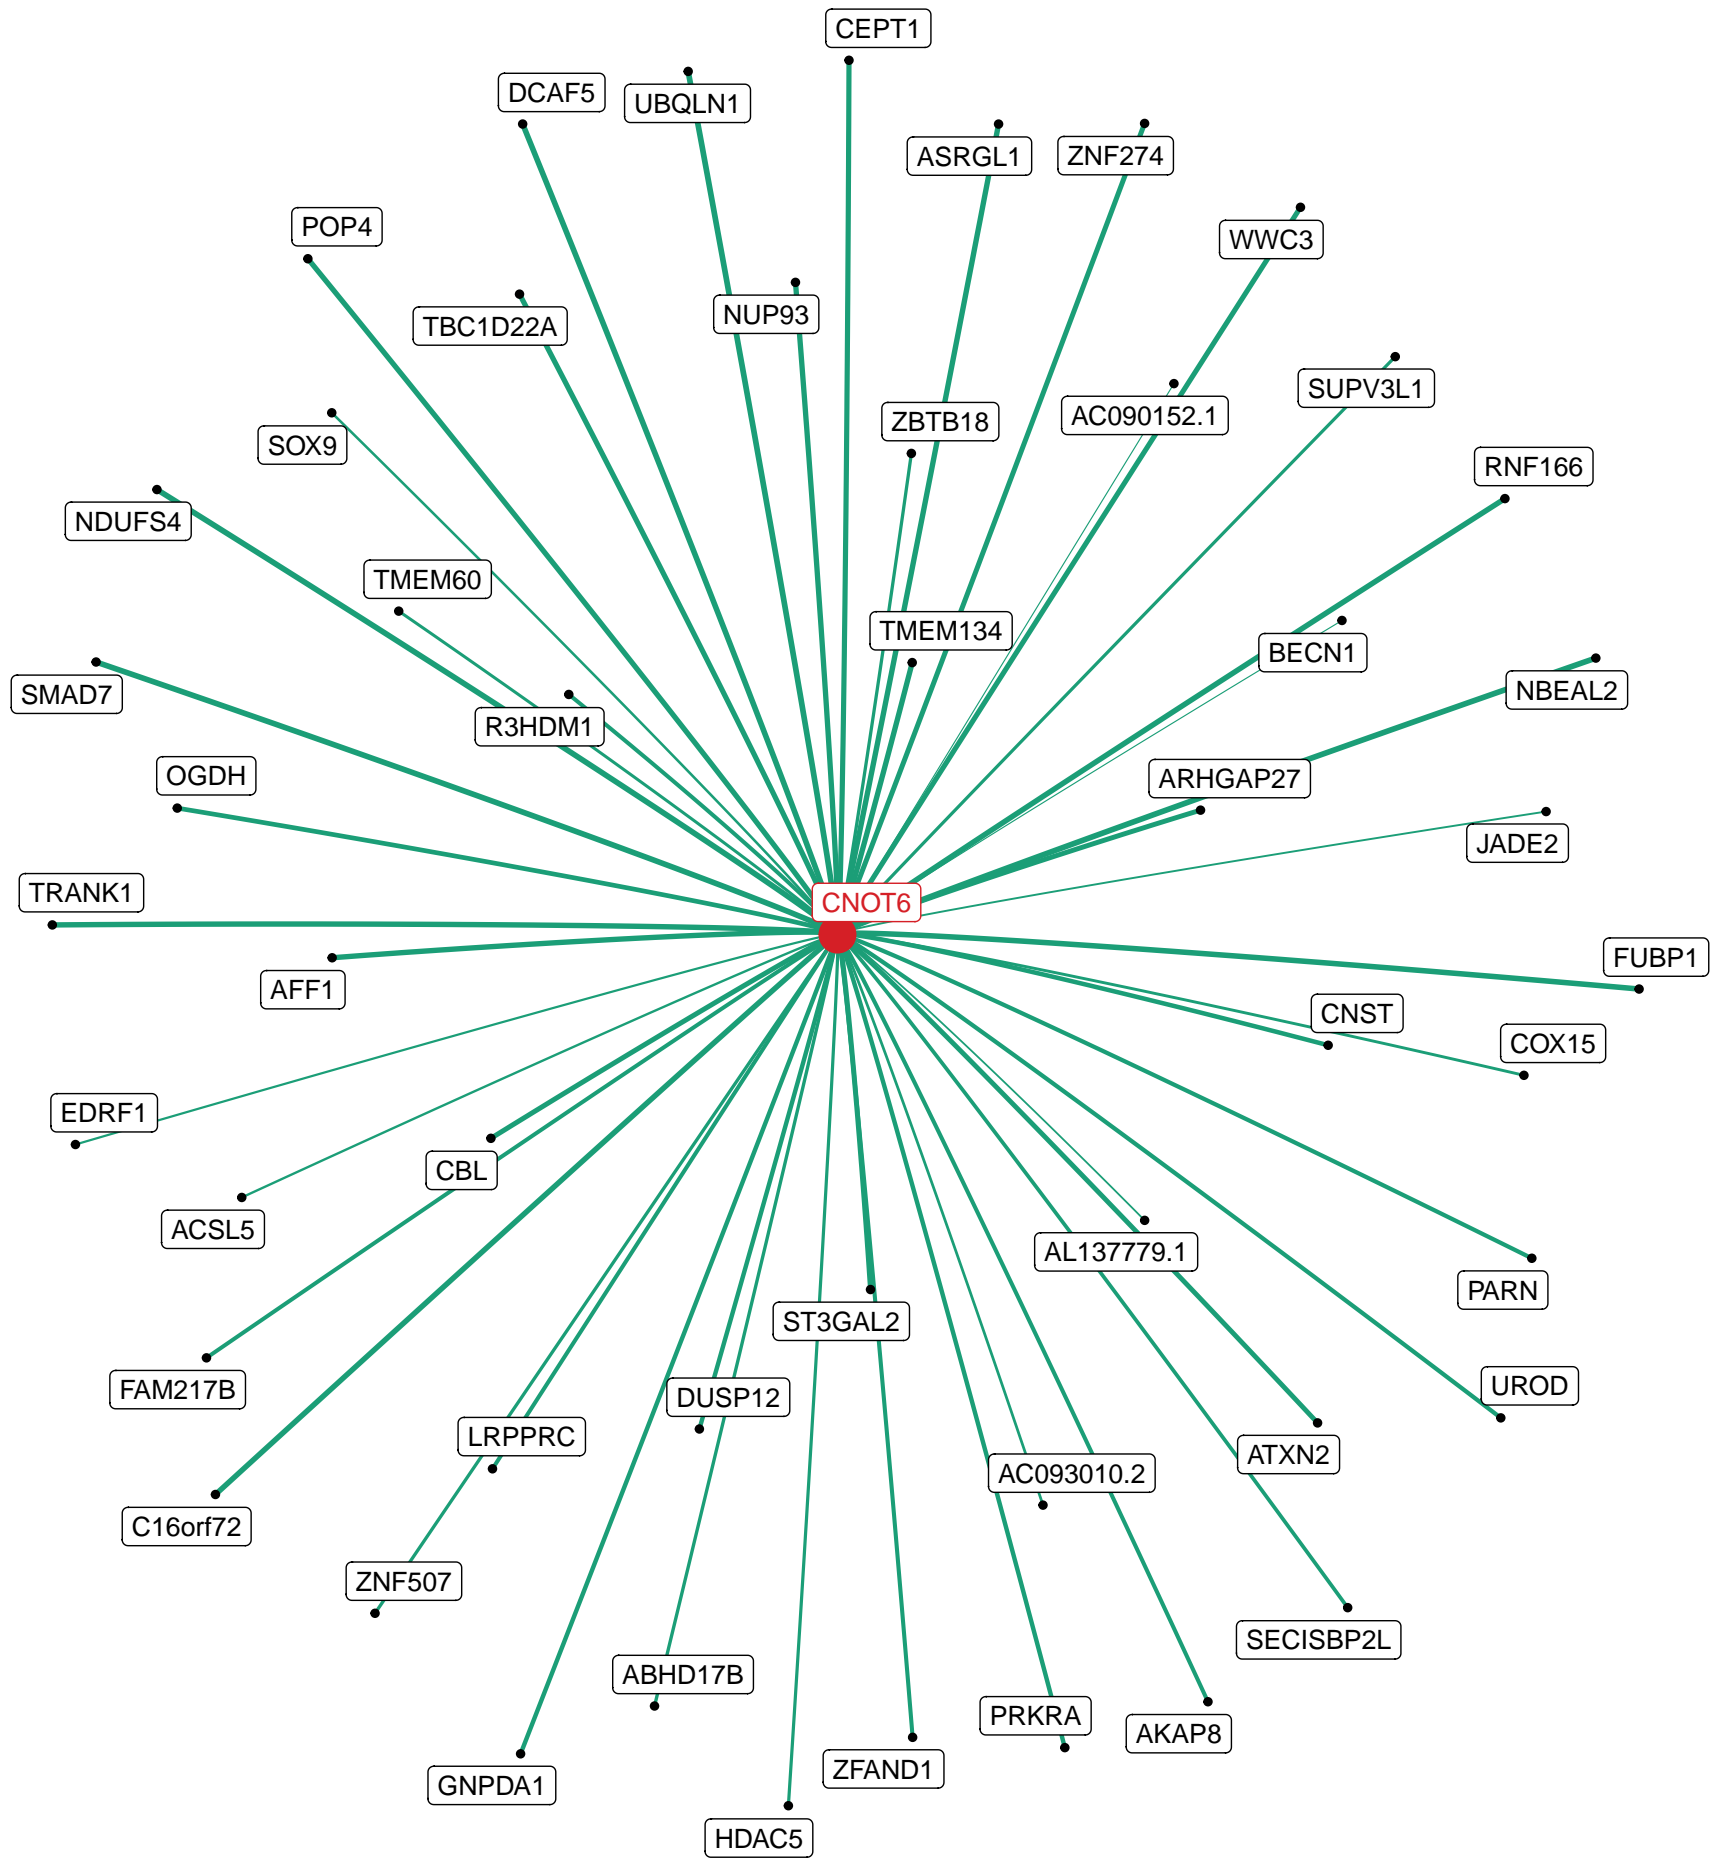 CEPT1
DCAF5
UBQLN1
ASRGL1
ZNF274
POP4
WWC3
NUP93
TBC1D22A
SUPV3L1
AC090152.1
ZBTB18
SOX9
RNF166
NDUFS4
TMEM60
TMEM134
BECN1
NBEAL2
SMAD7
R3HDM1
OGDH
ARHGAP27
JADE2
TRANK1
CNOT6
FUBP1
AFF1
CNST
COX15
EDRF1
CBL
ACSL5
AL137779.1
PARN
ST3GAL2
UROD
FAM217B
DUSP12
LRPPRC
ATXN2
AC093010.2
C16orf72
ZNF507
SECISBP2L
ABHD17B
PRKRA
AKAP8
ZFAND1
GNPDA1
HDAC5